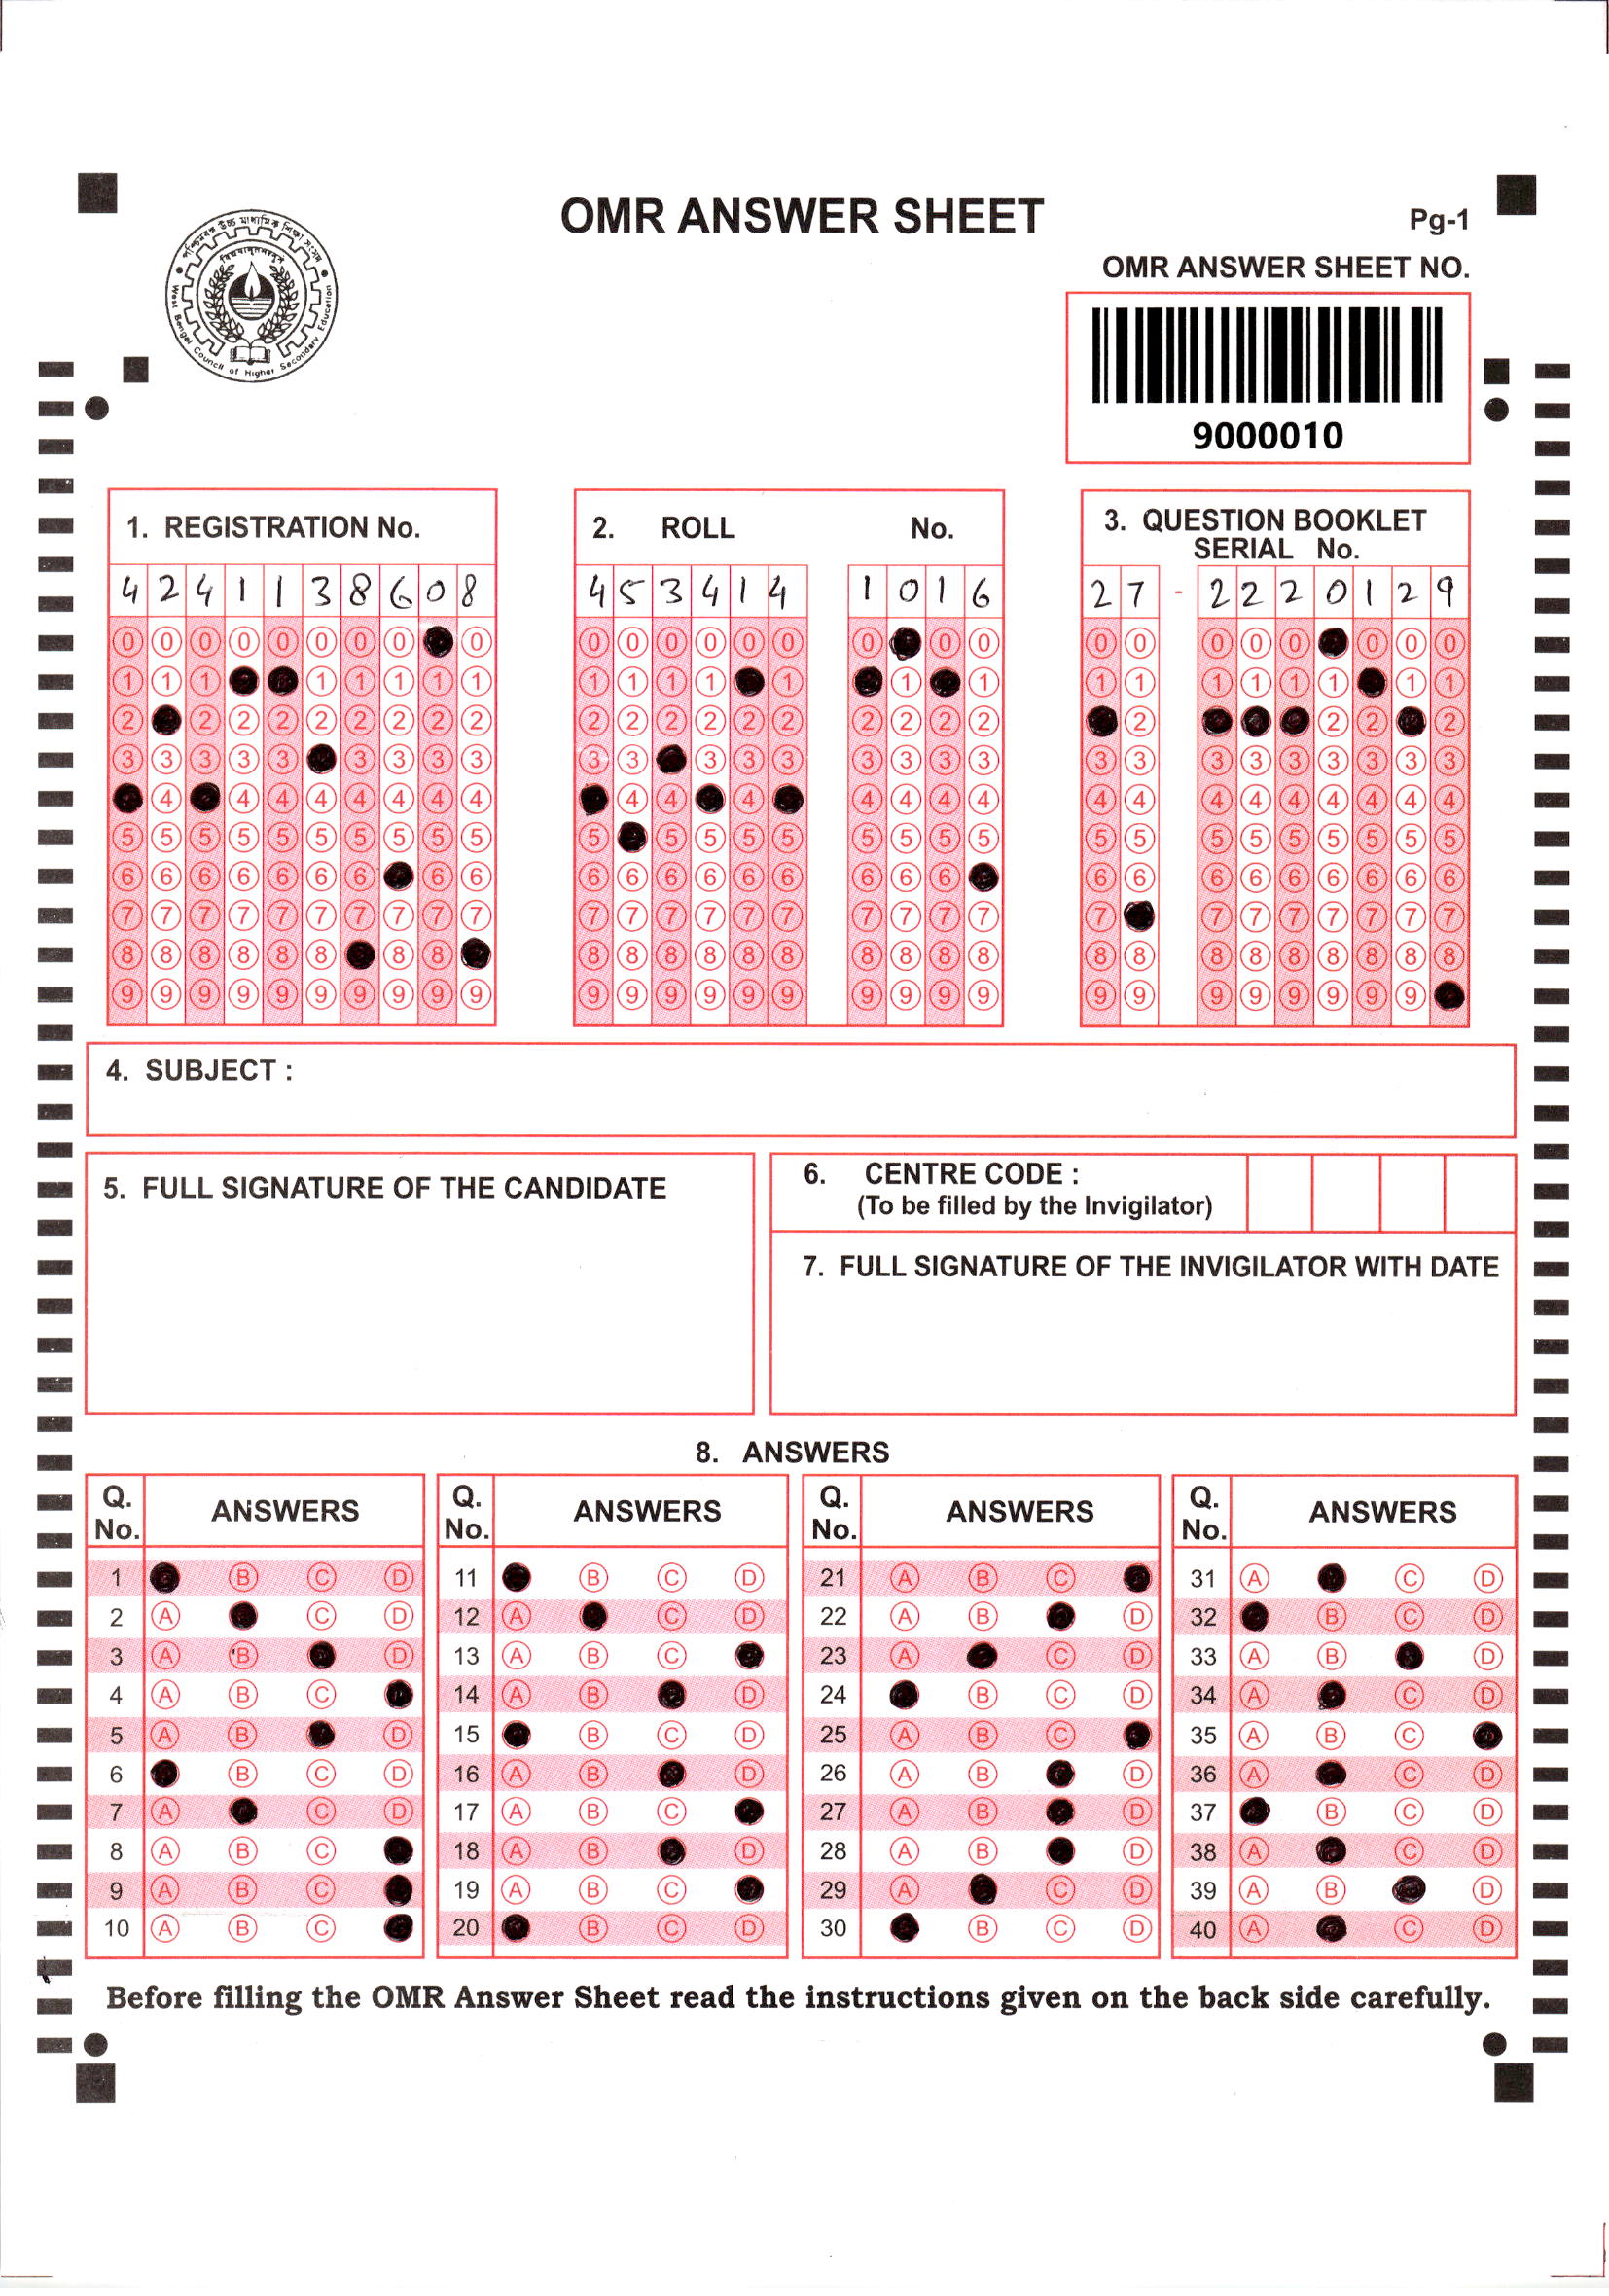 OMR ANSWER SHEET
Pg-1
West Bengal Council of Higher Secondary Education
OMR ANSWER SHEET NO.
9000010
1. REGISTRATION No.
4 2 4 1 1 3 8 6 0 8
2. ROLL No.
4 5 3 4 1 4 1 0 1 6
3. QUESTION BOOKLET
SERIAL No.
2 7 - 2 2 2 0 1 2 9
4. SUBJECT :
5. FULL SIGNATURE OF THE CANDIDATE
6. CENTRE CODE :
(To be filled by the Invigilator)
7. FULL SIGNATURE OF THE INVIGILATOR WITH DATE
8. ANSWERS
Q. No. ANSWERS Q. No. ANSWERS Q. No. ANSWERS Q. No. ANSWERS
1 B C D 11 B C D 21 A B C 31 A C D
2 A C D 12 A C D 22 A B D 32 B C D
3 A B D 13 A B C 23 A C D 33 A B D
4 A B C 14 A B D 24 B C D 34 A C D
5 A B D 15 B C D 25 A B C 35 A B C
6 B C D 16 A B D 26 A B D 36 A C D
7 A C D 17 A B C 27 A B D 37 B C D
8 A B C 18 A B D 28 A B D 38 A C D
9 A B C 19 A B C 29 A C D 39 A B D
10 A B C 20 B C D 30 B C D 40 A C D
Before filling the OMR Answer Sheet read the instructions given on the back side carefully.